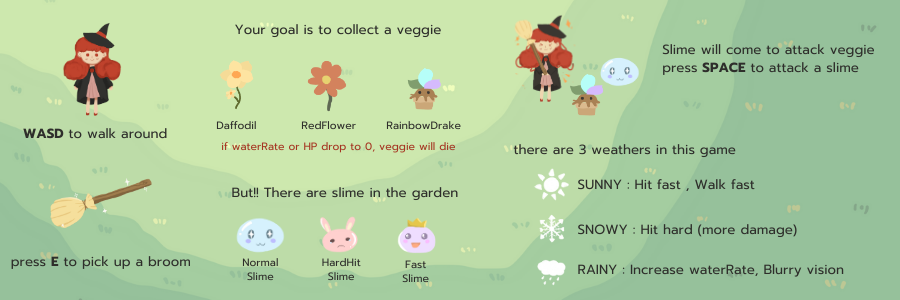 WASD to walk around
press E to pick up a broom
Your goal is to collect a veggie
Daffodil
RedFlower
RainbowDrake
if waterRate or HP drop to 0, veggie will die
But!! There are slime in the garden
Normal
Slime
HardHit
Slime
Fast
Slime
Slime will come to attack veggie
press SPACE to attack a slime
there are 3 weathers in this game
SUNNY : Hit fast , Walk fast
SNOWY : Hit hard (more damage)
RAINY : Increase waterRate, Blurry vision